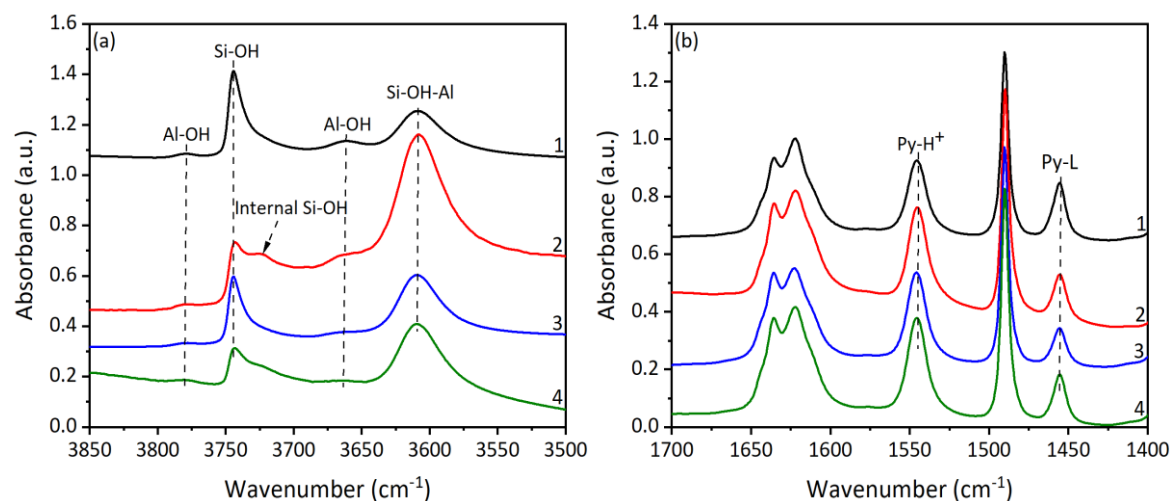 (a)
Si-OH
Al-OH
Al-OH
Si-OH-Al
Internal Si-OH
1
2
3
4
1.6
1.4
1.2
1.0
0.8
0.6
0.4
0.2
0.0
3850 3800 3750 3700 3650 3600 3550 3500
Absorbance (a.u.)
Wavenumber (cm⁻¹)
(b)
Py-H⁺
Py-L
1
2
3
4
1.4
1.2
1.0
0.8
0.6
0.4
0.2
0.0
1700 1650 1600 1550 1500 1450 1400
Absorbance (a.u.)
Wavenumber (cm⁻¹)